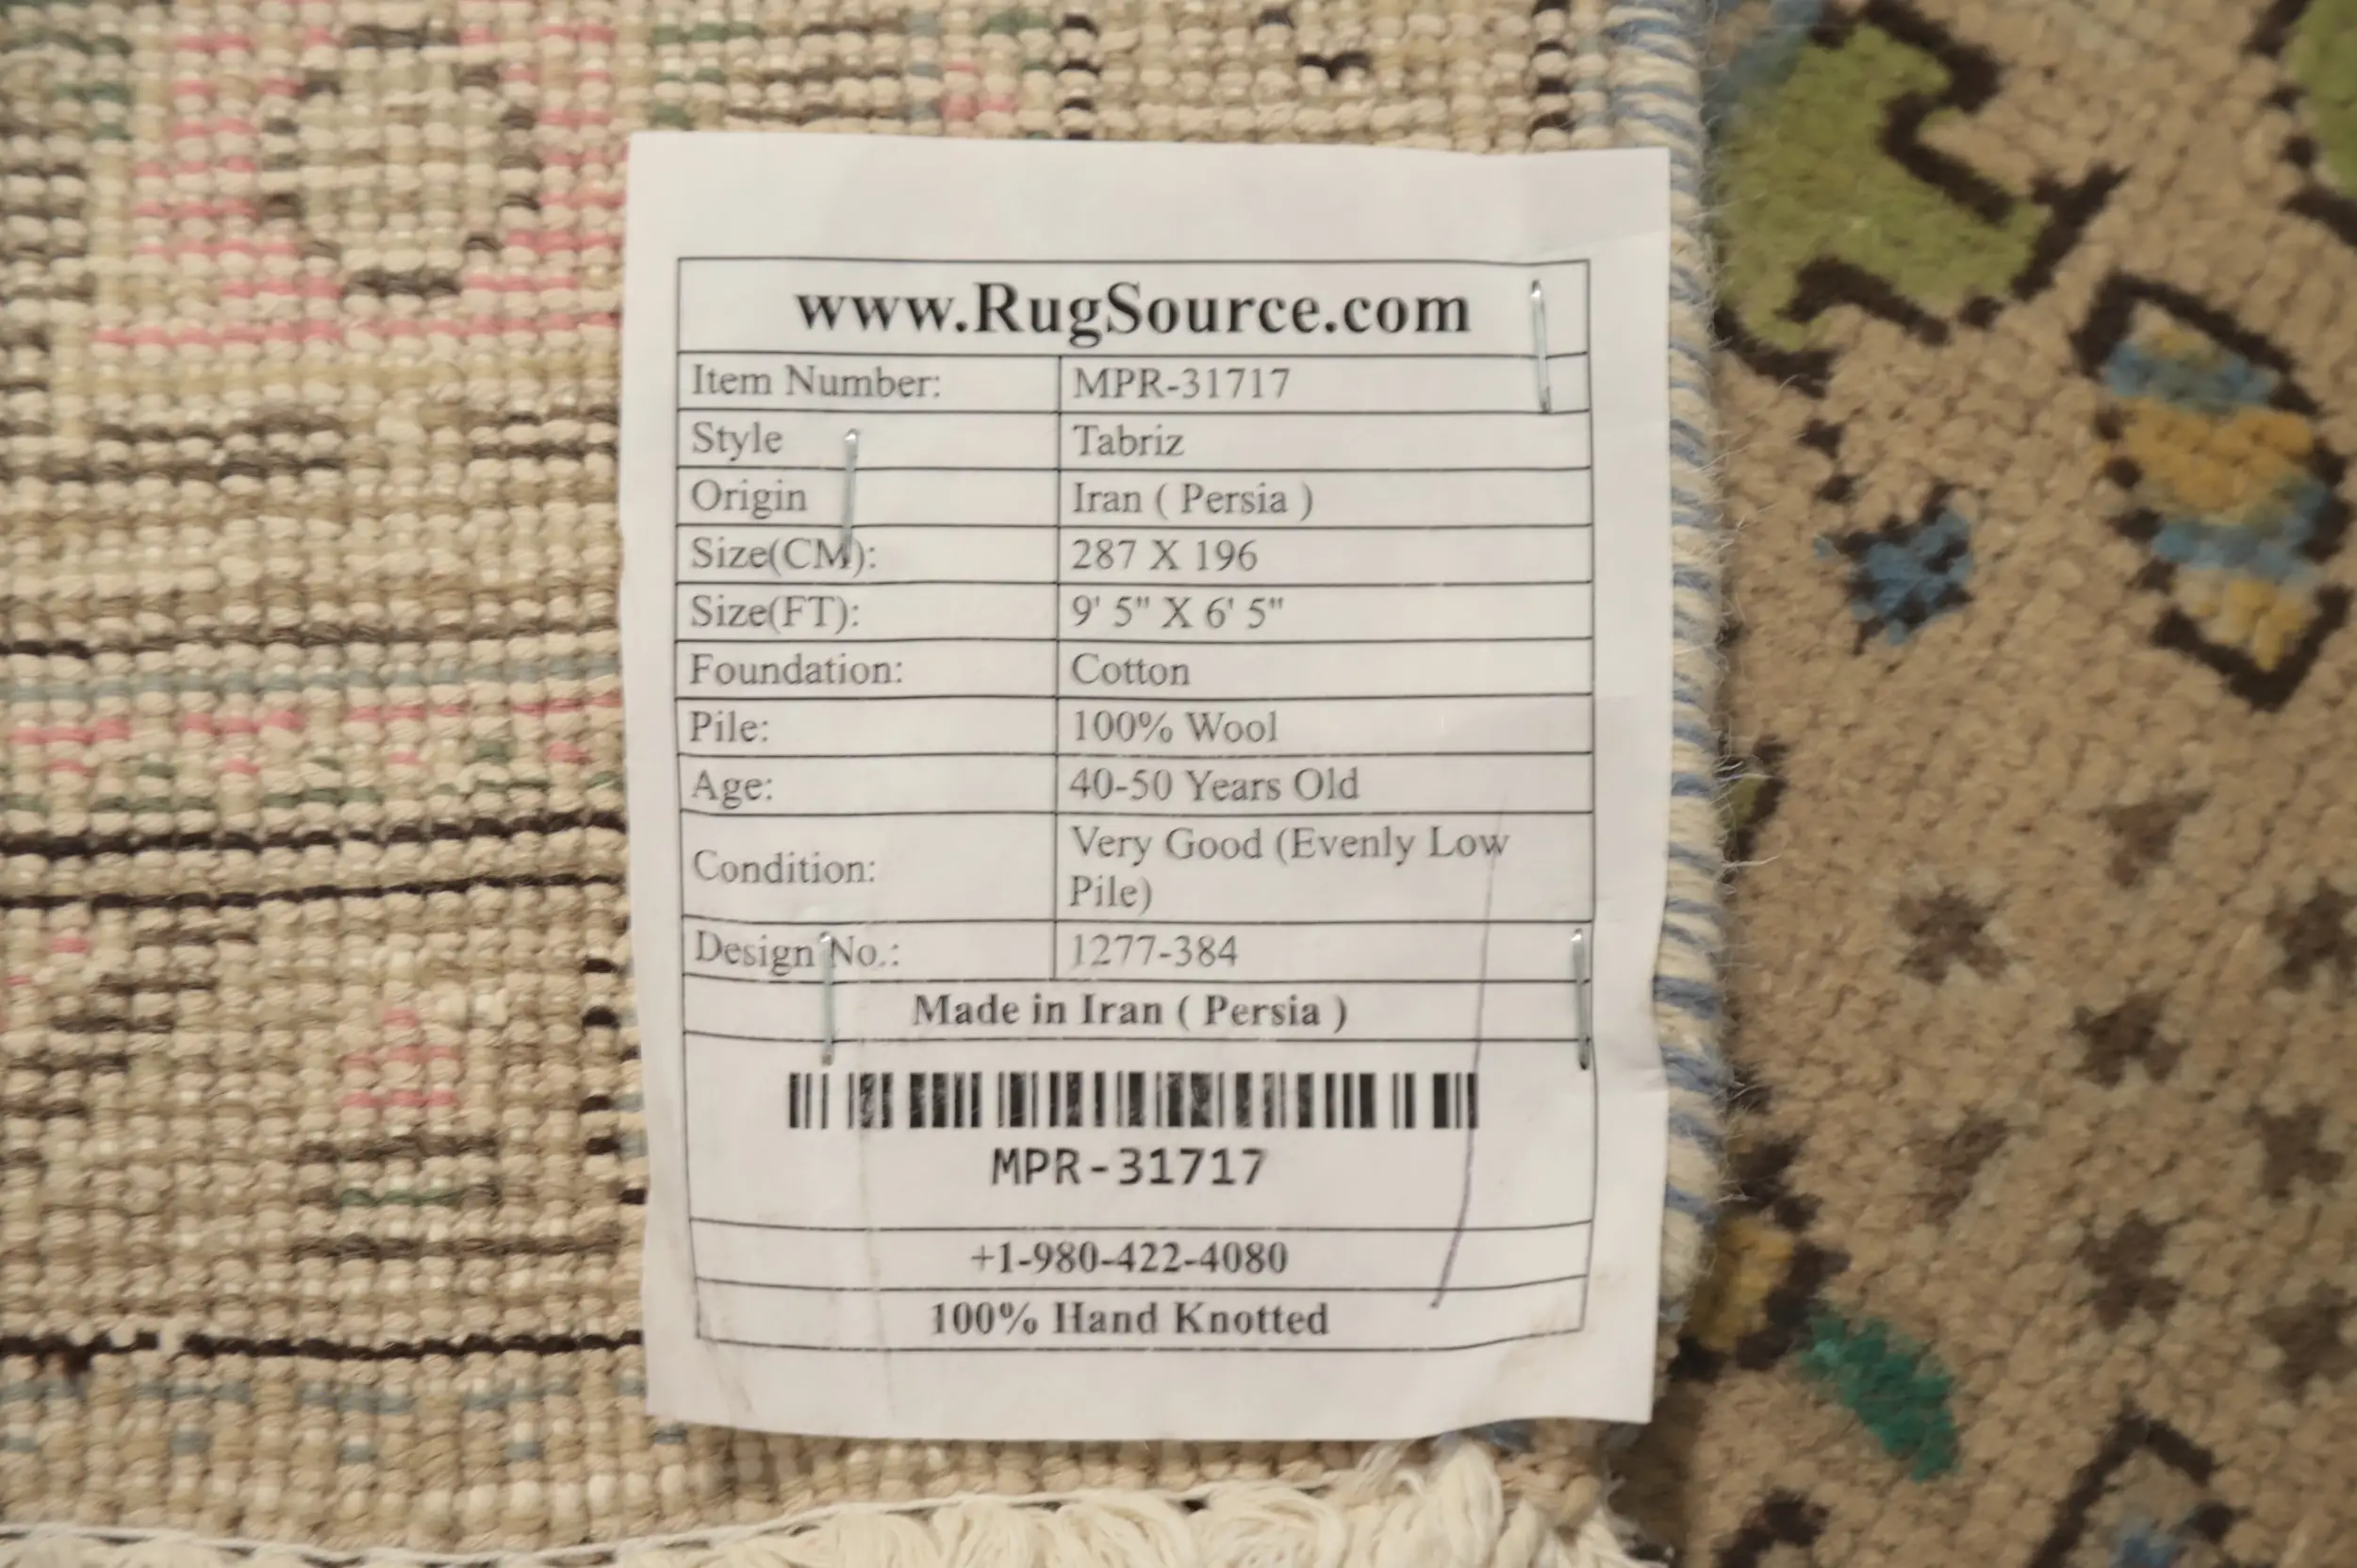 www.RugSource.com
Item Number: MPR-31717
Style Tabriz
Origin Iran ( Persia )
Size(CM): 287 X 196
Size(FT): 9' 5" X 6' 5"
Foundation: Cotton
Pile: 100% Wool
Age: 40-50 Years Old
Condition: Very Good (Evenly Low
Pile)
Design No.: 1277-384
Made in Iran ( Persia )
MPR-31717
+1-980-422-4080
100% Hand Knotted